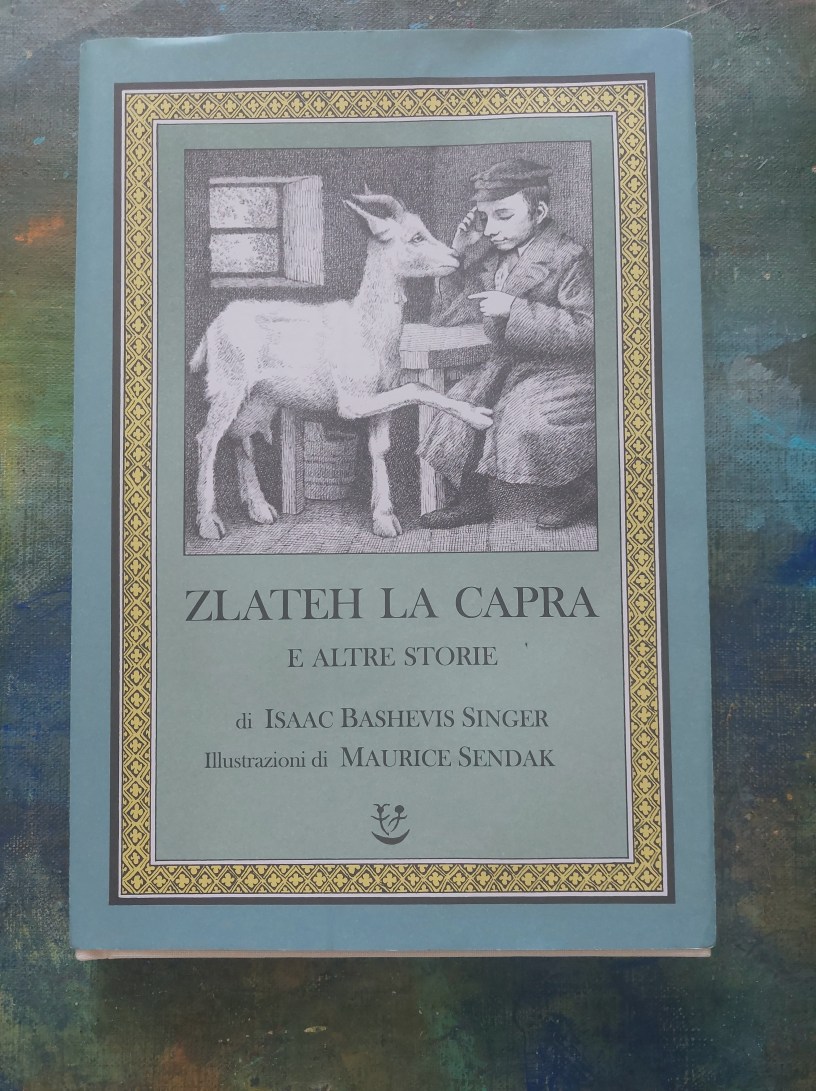 ZLATEH LA CAPRA
E ALTRE STORIE
di ISAAC BASHEVIS SINGER
Illustrazioni di MAURICE SENDAK